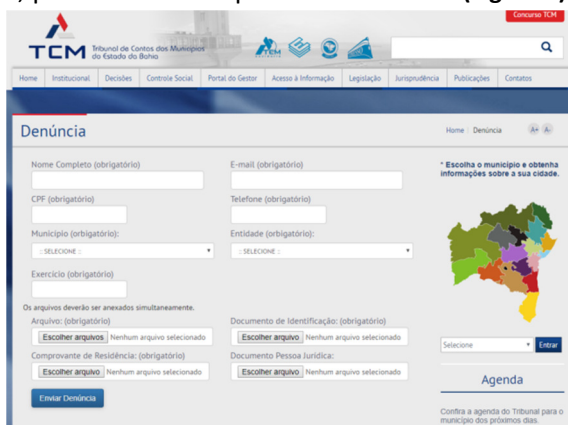 Concurso TCM
TCM Tribunal de Contas dos Municípios
do Estado da Bahia
Home Institucional Decisões Controle Social Portal do Gestor Acesso à Informação Legislação Jurisprudência Publicações Contatos
Denúncia
Home Denúncia A+ A-
Nome Completo (obrigatório) E-mail (obrigatório)
CPF (obrigatório) Telefone (obrigatório)
Município (orbigatório): Entidade (obrigatório):
:: SELECIONE :: :: SELECIONE ::
Exercício (obrigatório)
Os arquivos deverão ser anexados simultaneamente.
Arquivo: (obrigatório) Documento de Identificação: (obrigatório)
Escolher arquivos Nenhum arquivo selecionado Escolher arquivo Nenhum arquivo selecionado
Comprovante de Residência: (obrigatório) Documento Pessoa Jurídica:
Escolher arquivo Nenhum arquivo selecionado Escolher arquivo Nenhum arquivo selecionado
Enviar Denúncia
* Escolha o município e obtenha
informações sobre a sua cidade.
Selecione Entrar
Agenda
Confira a agenda do Tribunal para o
município dos próximos dias.